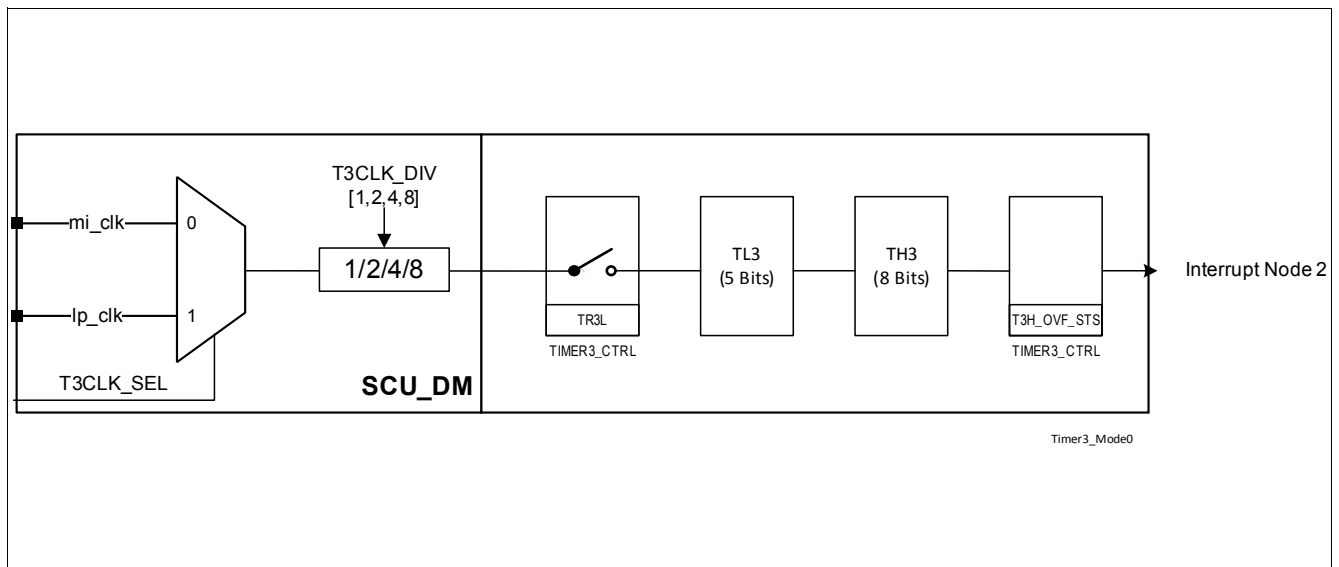 T3CLK_DIV
[1,2,4,8]
mi_clk
0
1/2/4/8
TL3
(5 Bits)
TH3
(8 Bits)
Interrupt Node 2
lp_clk
1
TR3L
T3H_OVF_STS
TIMER3_CTRL
TIMER3_CTRL
T3CLK_SEL
SCU_DM
Timer3_Mode0